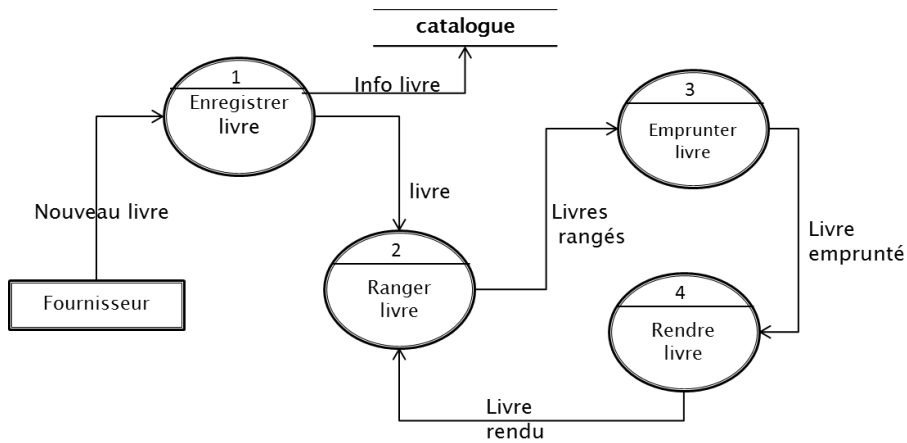 catalogue
1
Enregistrer
livre
Info livre
3
Emprunter
livre
livre
Nouveau livre
Livres
rangés
Livre
emprunté
2
Ranger
livre
Fournisseur
4
Rendre
livre
Livre
rendu